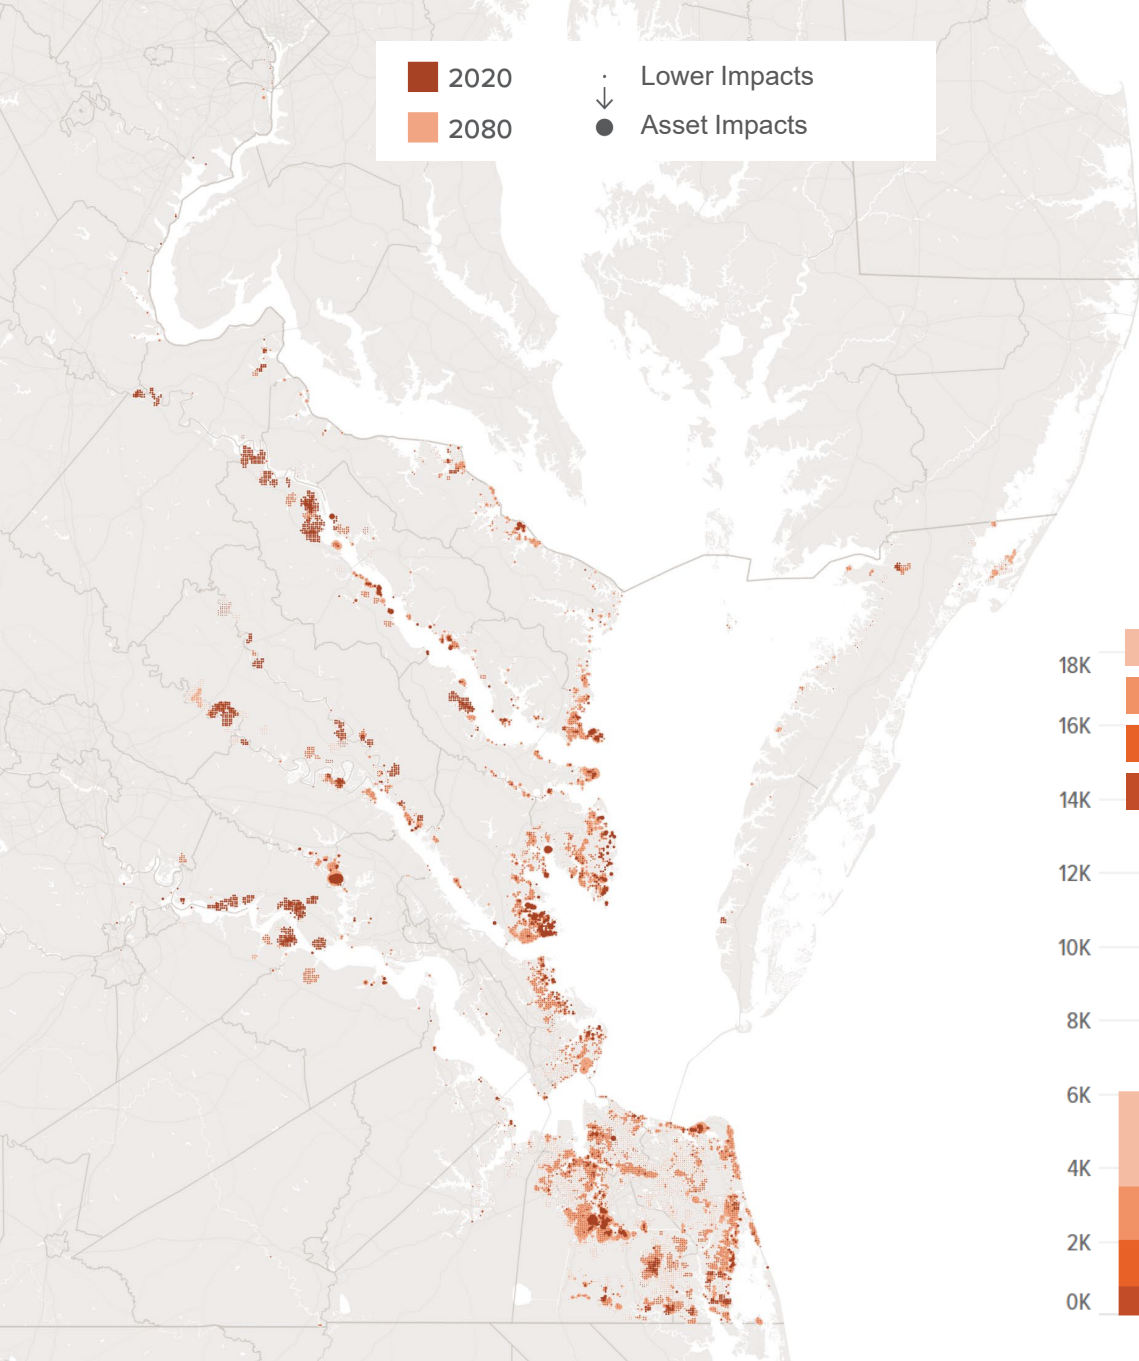 2020
Lower Impacts
2080
Asset Impacts
18K
16K
14K
12K
10K
8K
6K
4K
2K
0K